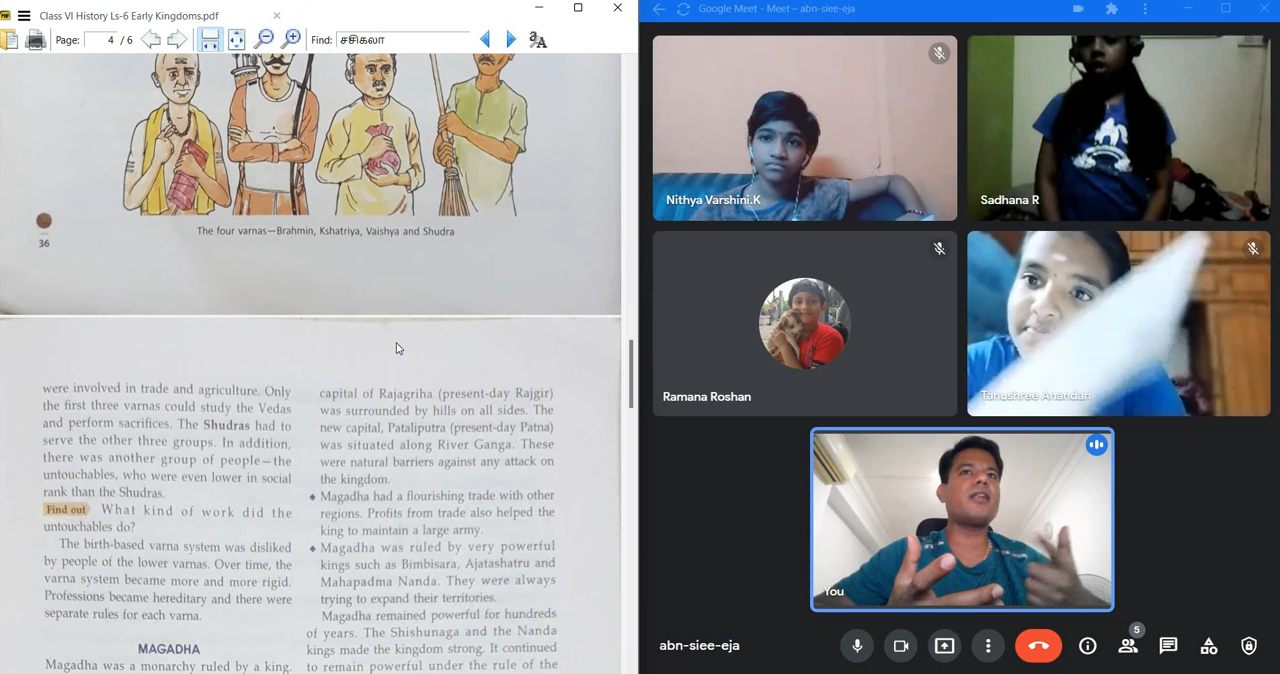 Class VI History Ls-6 Early Kingdoms.pdf
Page: 4 / 6
Find: சசிகலா
The four varnas—Brahmin, Kshatriya, Vaishya and Shudra
36
were involved in trade and agriculture. Only
the first three varnas could study the Vedas
and perform sacrifices. The Shudras had to
serve the other three groups. In addition,
there was another group of people—the
untouchables, who were even lower in social
rank than the Shudras.
Find out What kind of work did the
untouchables do?
The birth-based varna system was disliked
by people of the lower varnas. Over time, the
varna system became more and more rigid.
Professions became hereditary and there were
separate rules for each varna.
MAGADHA
Magadha was a monarchy ruled by a king.
capital of Rajagriha (present-day Rajgir)
was surrounded by hills on all sides. The
new capital, Pataliputra (present-day Patna)
was situated along River Ganga. These
were natural barriers against any attack on
the kingdom.
Magadha had a flourishing trade with other
regions. Profits from trade also helped the
king to maintain a large army.
Magadha was ruled by very powerful
kings such as Bimbisara, Ajatashatru and
Mahapadma Nanda. They were always
trying to expand their territories.
Magadha remained powerful for hundreds
of years. The Shishunaga and the Nanda
kings made the kingdom strong. It continued
to remain powerful under the rule of the
Google Meet - Meet – abn-siee-eja
Nithya Varshini.K
Sadhana R
Ramana Roshan
Tanushree Anandan
You
abn-siee-eja
5